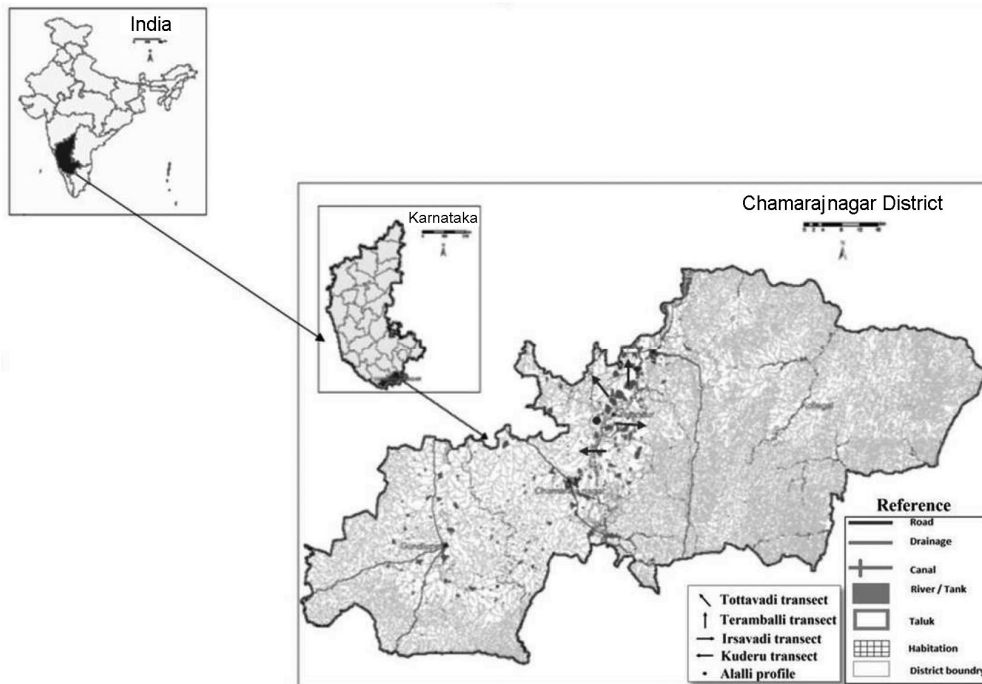 India
Karnataka
Chamarajnagar District
Reference
Road
Drainage
Canal
River / Tank
Taluk
Habitation
District boundry
Tottavadi transect
Teramballi transect
Irsavadi transect
Kuderu transect
Alalli profile